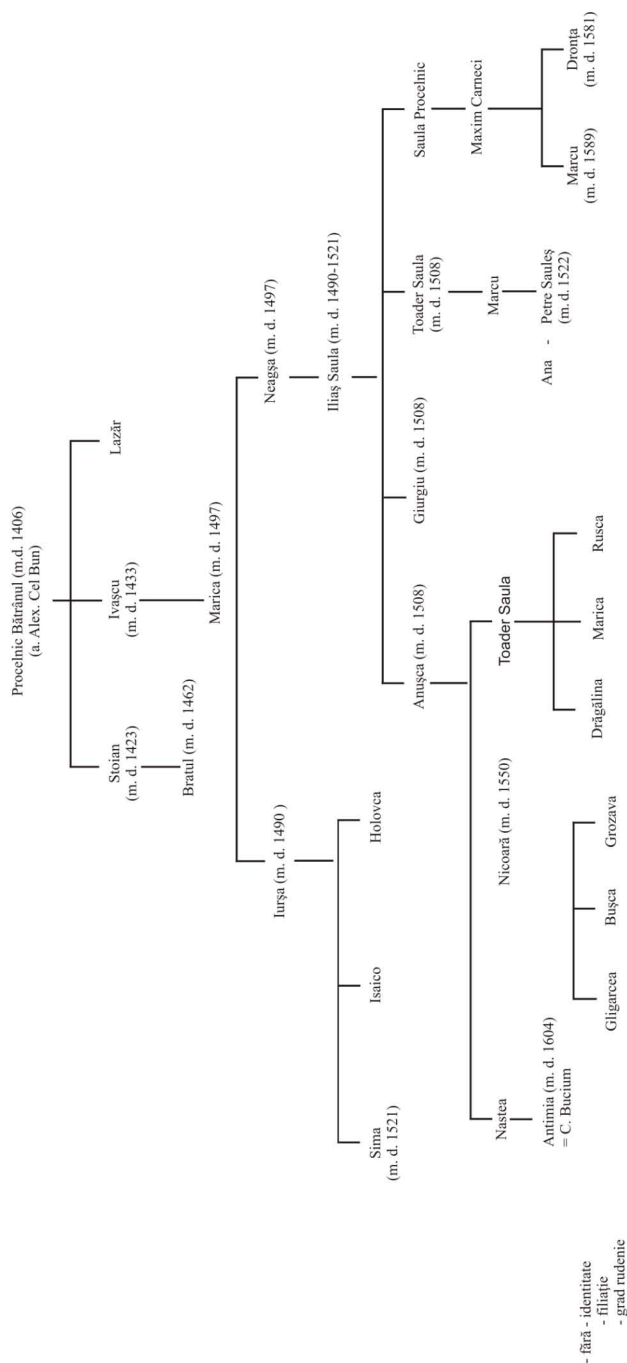 Procelnic Bătrânul (m.d. 1406)
(a. Alex. Cel Bun)
Stoian
(m. d. 1423)
Ivașcu
(m. d. 1433)
Lazăr
Bratul (m. d. 1462)
Marica (m. d. 1497)
Iurșa (m. d. 1490 )
Neagșa (m. d. 1497)
Iliaș Saula (m. d. 1490-1521)
Sima
(m. d. 1521)
Isaico
Holovca
Anușca (m. d. 1508)
Giurgiu (m. d. 1508)
Toader Saula
(m. d. 1508)
Saula Procelnic
Marcu
Maxim Carneci
Nastea
Nicoară (m. d. 1550)
Toader Saula
Ana - Petre Sauleș
(m. d. 1522)
Marcu
(m. d. 1589)
Dronța
(m. d. 1581)
Antimia (m. d. 1604)
= C. Bucium
Gligarcea
Bușca
Grozava
Drăgălina
Marica
Rusca
- fără - identitate
- filiație
- grad rudenie